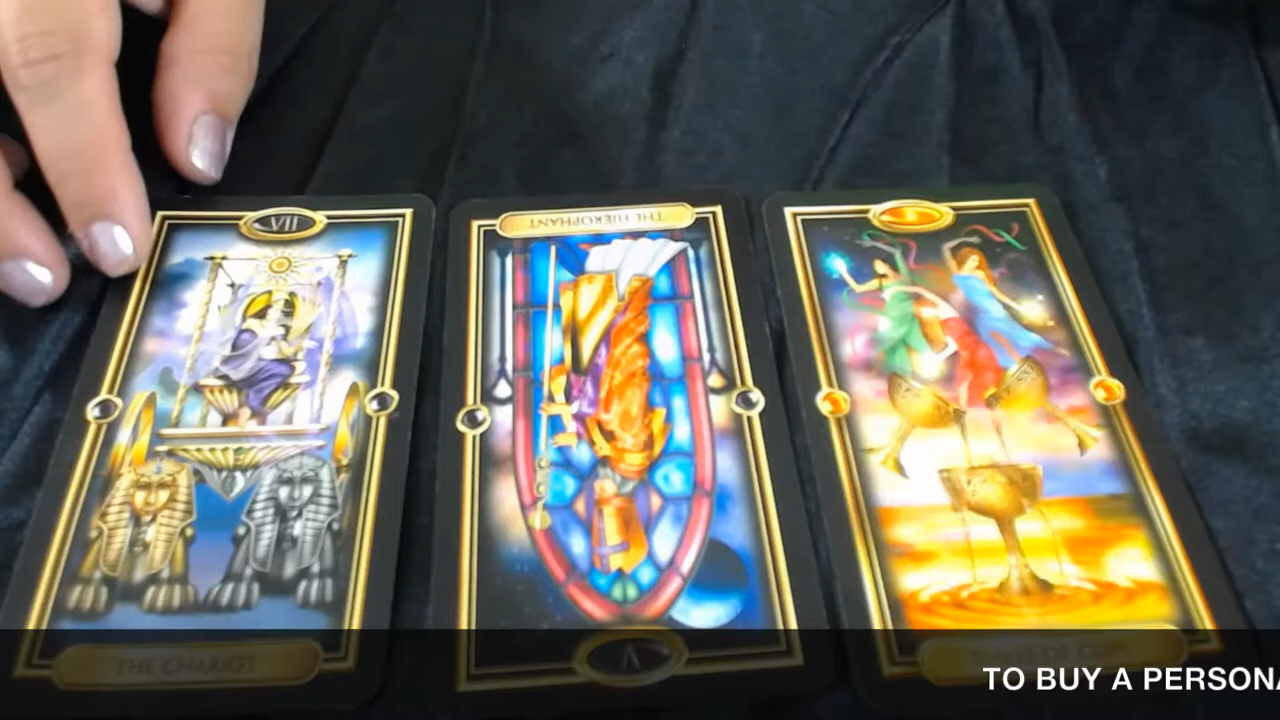 VII
THE HIEROPHANT
V
THE CHARIOT
TO BUY A PERSONA